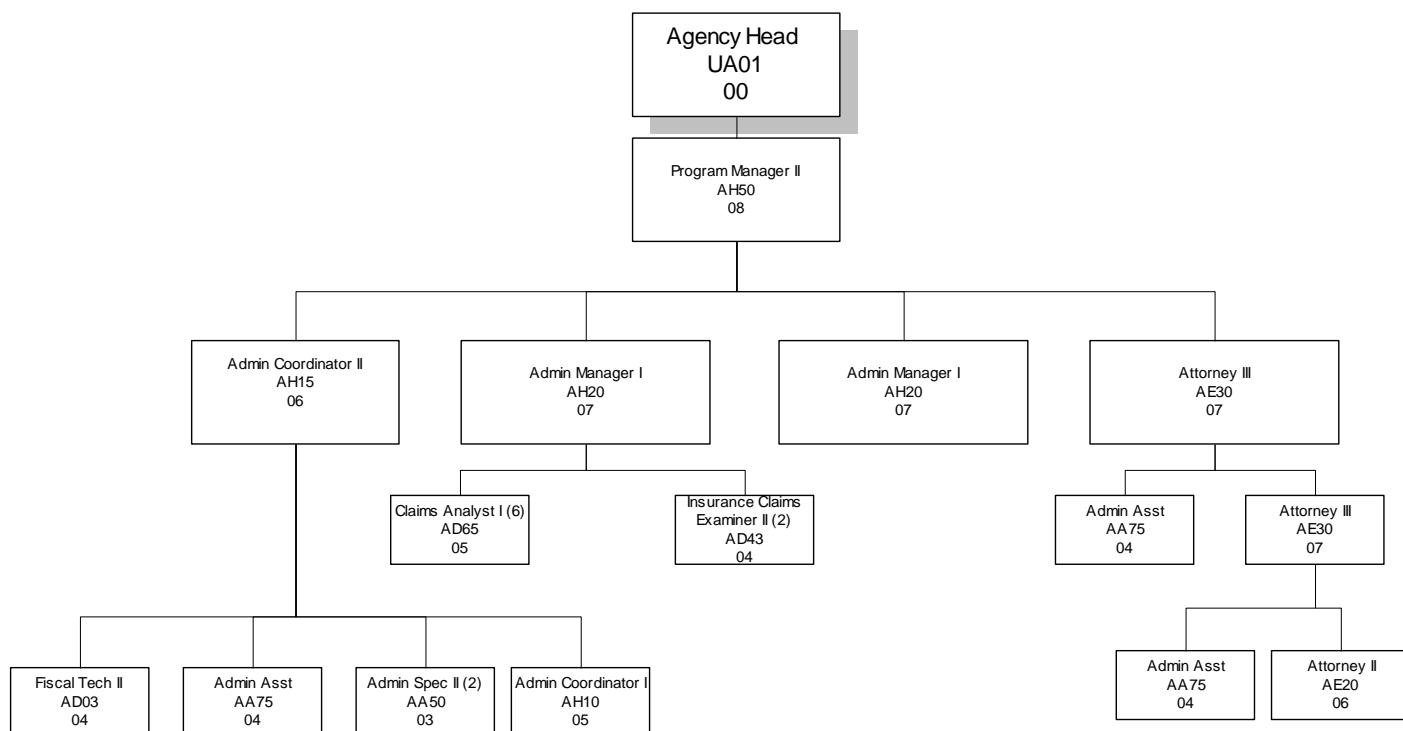 Agency Head
UA01
00
Program Manager II
AH50
08
Admin Coordinator II
AH15
06
Admin Manager I
AH20
07
Admin Manager I
AH20
07
Attorney III
AE30
07
Claims Analyst I (6)
AD65
05
Insurance Claims
Examiner II (2)
AD43
04
Admin Asst
AA75
04
Attorney III
AE30
07
Fiscal Tech II
AD03
04
Admin Asst
AA75
04
Admin Spec II (2)
AA50
03
Admin Coordinator I
AH10
05
Admin Asst
AA75
04
Attorney II
AE20
06